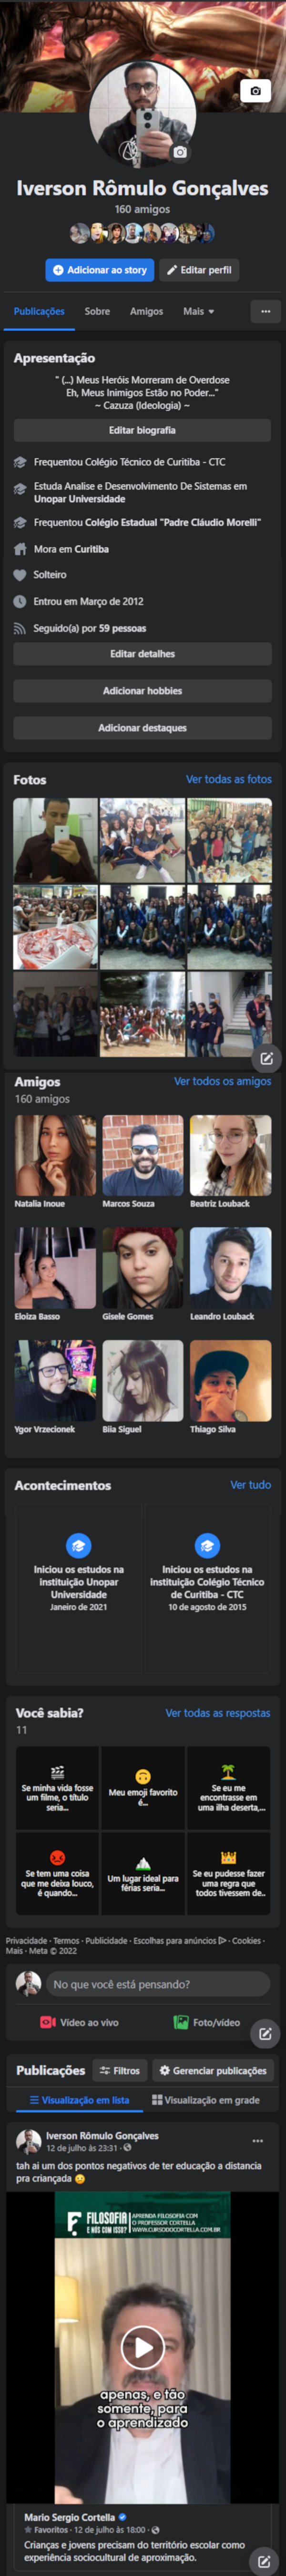 Iverson Rômulo Gonçalves
160 amigos
Adicionar ao story
Editar perfil
Publicações
Sobre
Amigos
Mais
Apresentação
" (...) Meus Heróis Morreram de Overdose
Eh, Meus Inimigos Estão no Poder..."
~ Cazuza (Ideologia) ~
Editar biografia
Frequentou Colégio Técnico de Curitiba - CTC
Estuda Analise e Desenvolvimento De Sistemas em
Unopar Universidade
Frequentou Colégio Estadual "Padre Cláudio Morelli"
Mora em Curitiba
Solteiro
Entrou em Março de 2012
Seguido(a) por 59 pessoas
Editar detalhes
Adicionar hobbies
Adicionar destaques
Fotos
Ver todas as fotos
Amigos
Ver todos os amigos
160 amigos
Natalia Inoue
Marcos Souza
Beatriz Louback
Eloiza Basso
Gisele Gomes
Leandro Louback
Ygor Vrzecionek
Biia Siguel
Thiago Silva
Acontecimentos
Ver tudo
Iniciou os estudos na
instituição Unopar
Universidade
Janeiro de 2021
Iniciou os estudos na
instituição Colégio Técnico
de Curitiba - CTC
10 de agosto de 2015
Você sabia?
Ver todas as respostas
11
Se minha vida fosse
um filme, o título
seria...
Meu emoji favorito
é...
Se eu me
encontrasse em
uma ilha deserta,...
Se tem uma coisa
que me deixa louco,
é quando...
Um lugar ideal para
férias seria...
Se eu pudesse fazer
uma regra que
todos tivessem de..
Privacidade · Termos · Publicidade · Escolhas para anúncios · Cookies ·
Mais · Meta © 2022
No que você está pensando?
Vídeo ao vivo
Foto/vídeo
Publicações
Filtros
Gerenciar publicações
Visualização em lista
Visualização em grade
Iverson Rômulo Gonçalves
12 de julho às 23:31 ·
tah ai um dos pontos negativos de ter educação a distancia
pra criançada 😐
FILOSOFIA
E NÓS COM ISSO?
APRENDA FILOSOFIA COM
O PROFESSOR CORTELLA
WWW.CURSODOCORTELLA.COM.BR
apenas, e tão
somente, para
o aprendizado
Mario Sergio Cortella
Favoritos · 12 de julho às 18:00 ·
Crianças e jovens precisam do território escolar como
experiência sociocultural de aproximação.